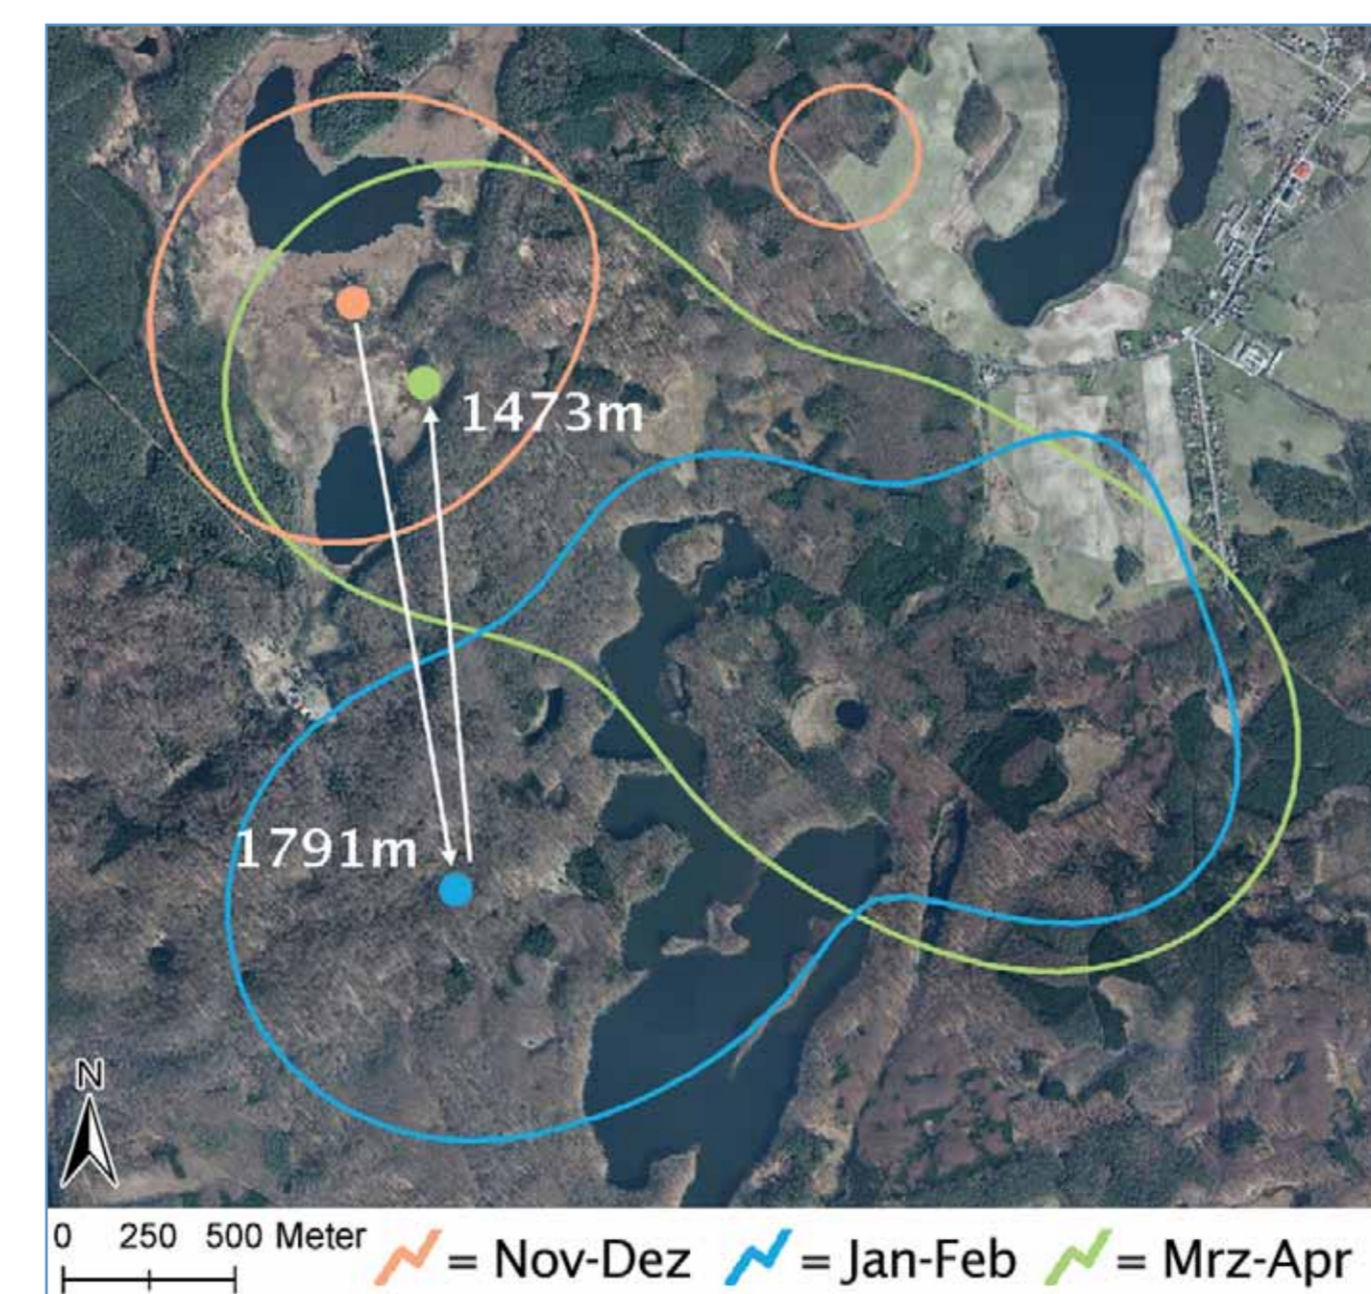 1473m
1791m
N
0 250 500 Meter
= Nov-Dez = Jan-Feb = Mrz-Apr